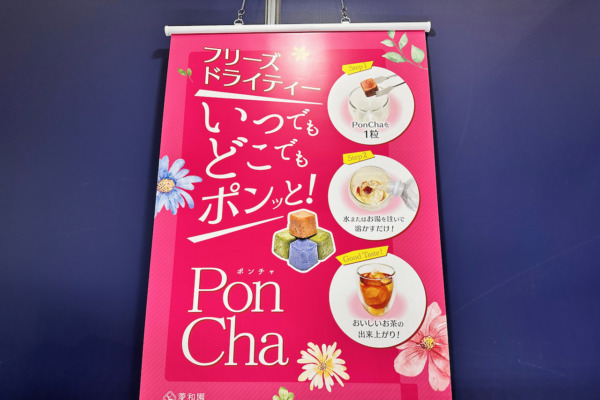 フリーズ
ドライティー
いつでも
どこでも
ポンッと!
ポンチャ
Pon
Cha
Step 1
PonChaを
1粒
Step 2
水またはお湯を注いで
溶かすだけ!
Good Taste!
おいしいお茶の
出来上がり!
愛和園